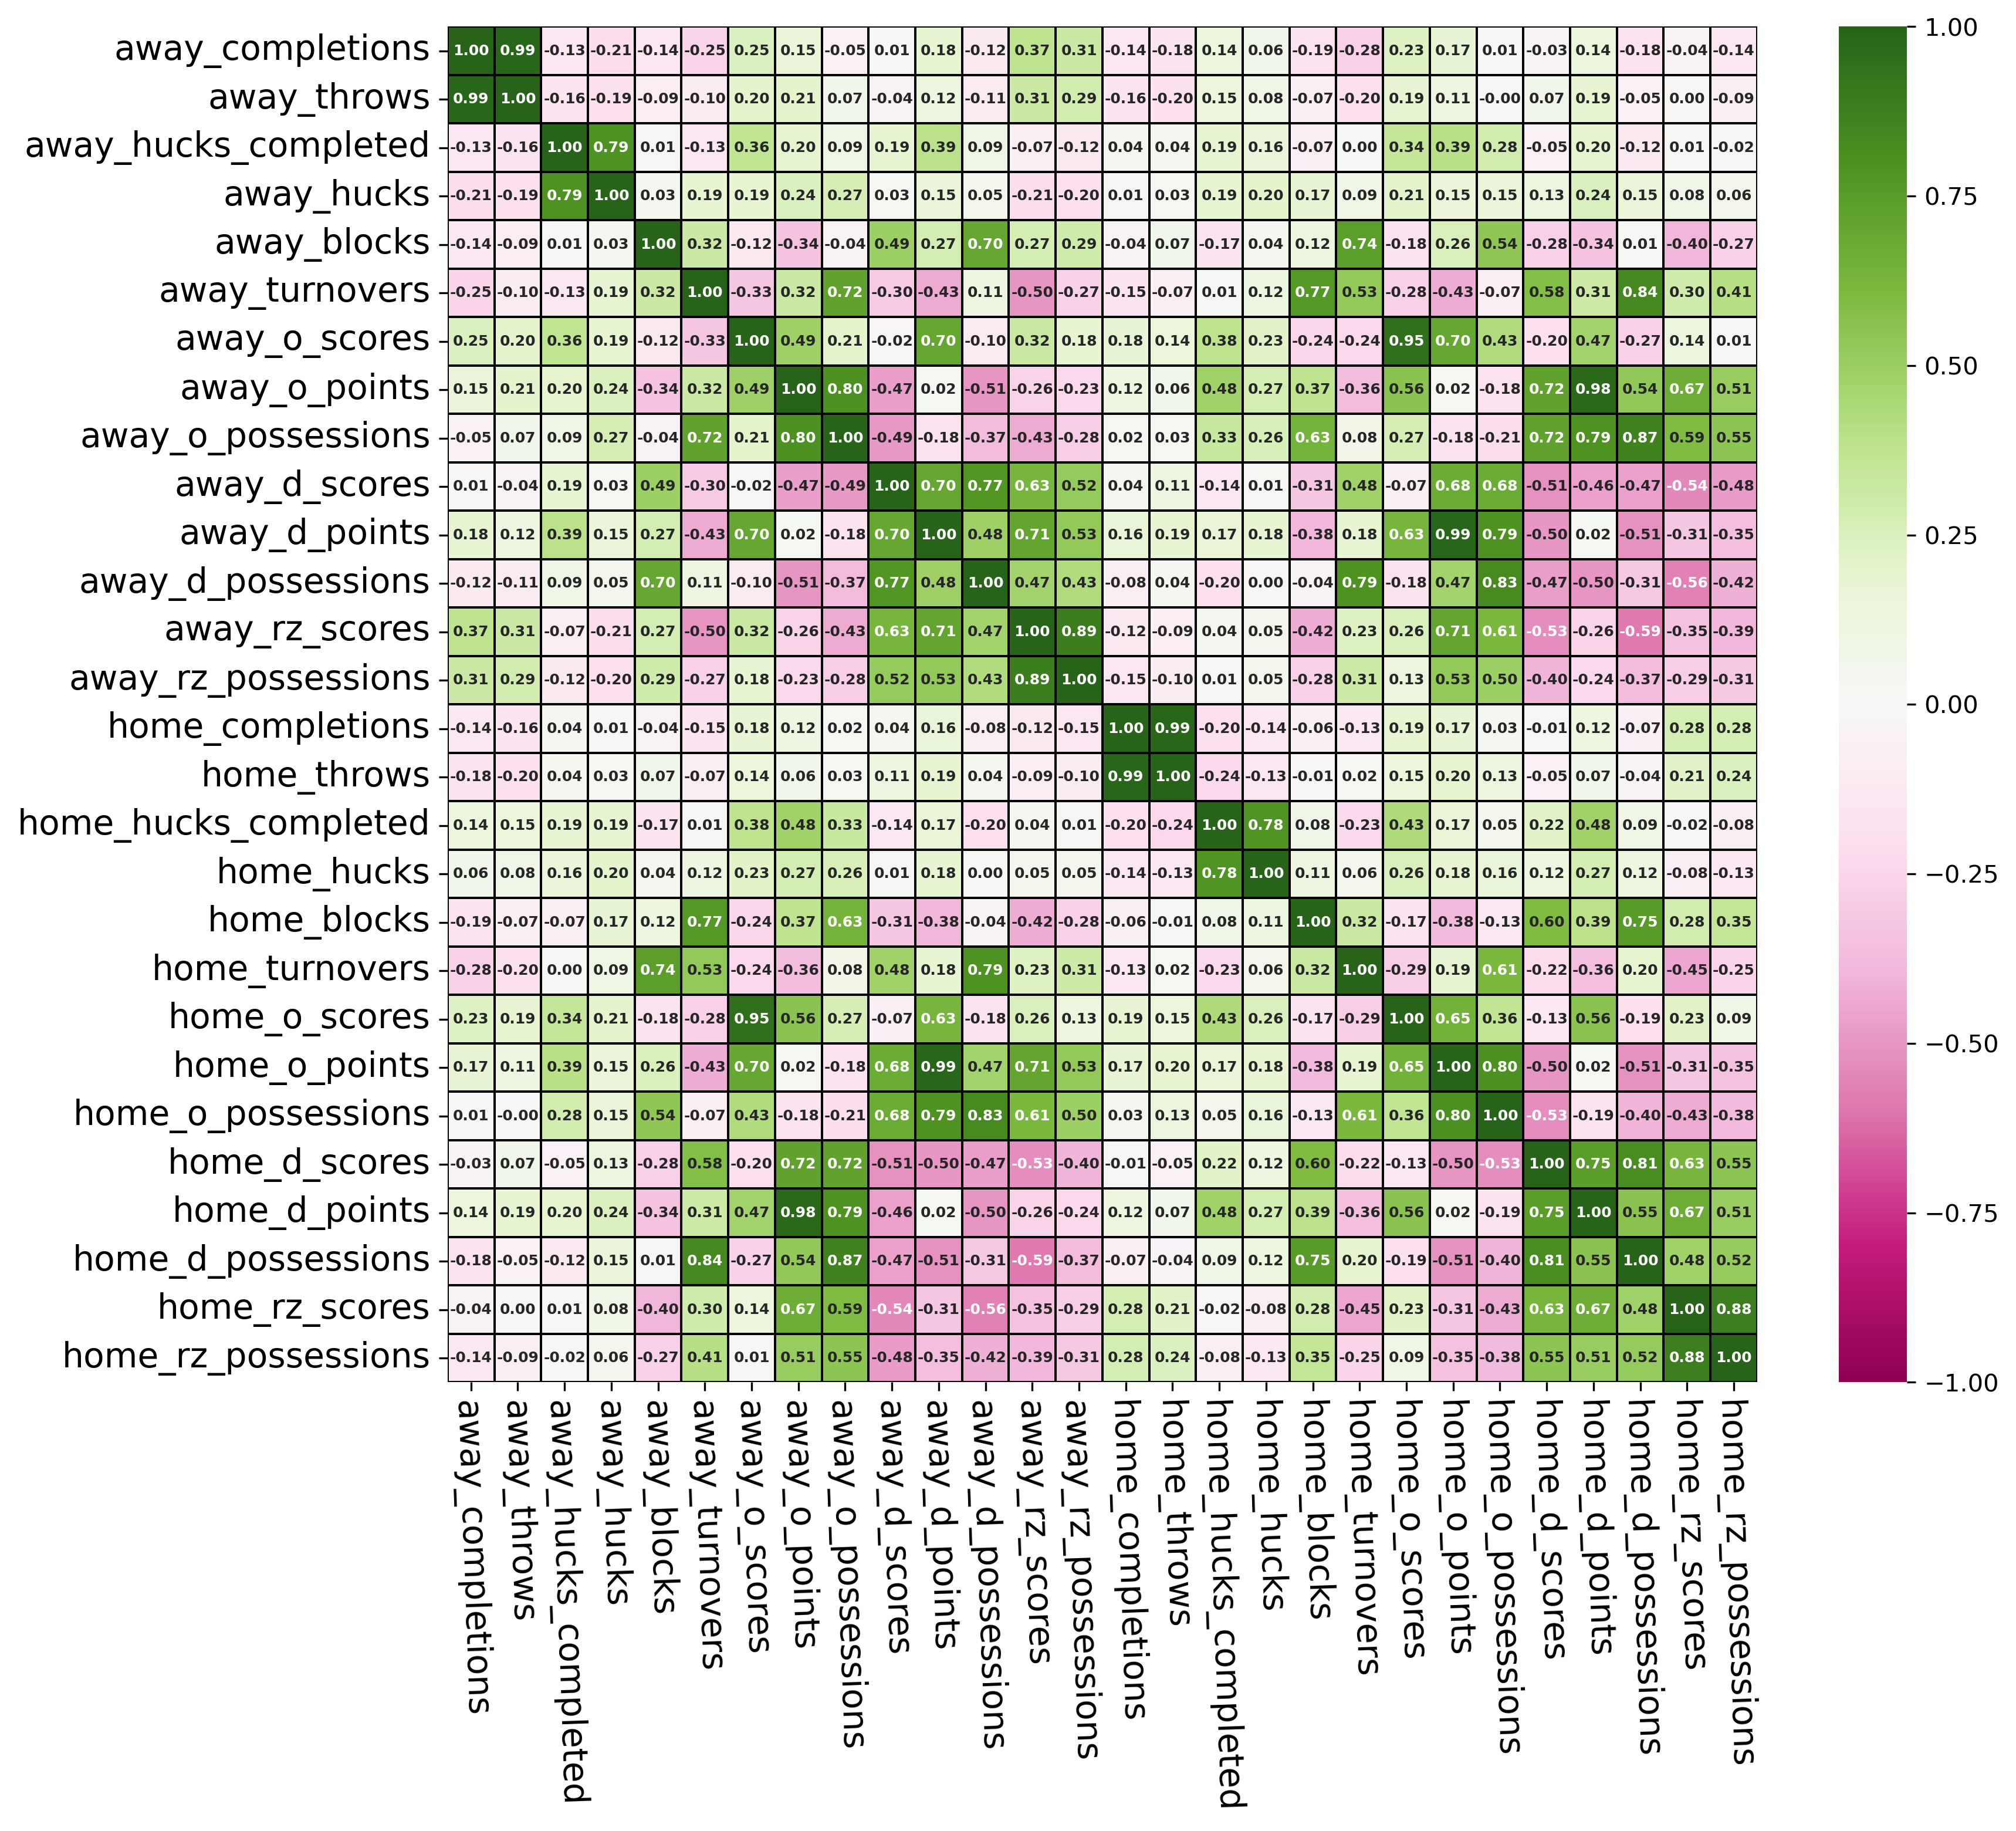 away_completions 1.00 0.99 -0.13 -0.21 -0.14 -0.25 0.25 0.15 -0.05 0.01 0.18 -0.12 0.37 0.31 -0.14 -0.18 0.14 0.06 -0.19 -0.28 0.23 0.17 0.01 -0.03 0.14 -0.18 -0.04 -0.14
away_throws 0.99 1.00 -0.16 -0.19 -0.09 -0.10 0.20 0.21 0.07 -0.04 0.12 -0.11 0.31 0.29 -0.16 -0.20 0.15 0.08 -0.07 -0.20 0.19 0.11 -0.00 0.07 0.19 -0.05 0.00 -0.09
away_hucks_completed -0.13 -0.16 1.00 0.79 0.01 -0.13 0.36 0.20 0.09 0.19 0.39 0.09 -0.07 -0.12 0.04 0.04 0.19 0.16 -0.07 0.00 0.34 0.39 0.28 -0.05 0.20 -0.12 0.01 -0.02
away_hucks -0.21 -0.19 0.79 1.00 0.03 0.19 0.19 0.24 0.27 0.03 0.15 0.05 -0.21 -0.20 0.01 0.03 0.19 0.20 0.17 0.09 0.21 0.15 0.15 0.13 0.24 0.15 0.08 0.06
away_blocks -0.14 -0.09 0.01 0.03 1.00 0.32 -0.12 -0.34 -0.04 0.49 0.27 0.70 0.27 0.29 -0.04 0.07 -0.17 0.04 0.12 0.74 -0.18 0.26 0.54 -0.28 -0.34 0.01 -0.40 -0.27
away_turnovers -0.25 -0.10 -0.13 0.19 0.32 1.00 -0.33 0.32 0.72 -0.30 -0.43 0.11 -0.50 -0.27 -0.15 -0.07 0.01 0.12 0.77 0.53 -0.28 -0.43 -0.07 0.58 0.31 0.84 0.30 0.41
away_o_scores 0.25 0.20 0.36 0.19 -0.12 -0.33 1.00 0.49 0.21 -0.02 0.70 -0.10 0.32 0.18 0.18 0.14 0.38 0.23 -0.24 -0.24 0.95 0.70 0.43 -0.20 0.47 -0.27 0.14 0.01
away_o_points 0.15 0.21 0.20 0.24 -0.34 0.32 0.49 1.00 0.80 -0.47 0.02 -0.51 -0.26 -0.23 0.12 0.06 0.48 0.27 0.37 -0.36 0.56 0.02 -0.18 0.72 0.98 0.54 0.67 0.51
away_o_possessions -0.05 0.07 0.09 0.27 -0.04 0.72 0.21 0.80 1.00 -0.49 -0.18 -0.37 -0.43 -0.28 0.02 0.03 0.33 0.26 0.63 0.08 0.27 -0.18 -0.21 0.72 0.79 0.87 0.59 0.55
away_d_scores 0.01 -0.04 0.19 0.03 0.49 -0.30 -0.02 -0.47 -0.49 1.00 0.70 0.77 0.63 0.52 0.04 0.11 -0.14 0.01 -0.31 0.48 -0.07 0.68 0.68 -0.51 -0.46 -0.47 -0.54 -0.48
away_d_points 0.18 0.12 0.39 0.15 0.27 -0.43 0.70 0.02 -0.18 0.70 1.00 0.48 0.71 0.53 0.16 0.19 0.17 0.18 -0.38 0.18 0.63 0.99 0.79 -0.50 0.02 -0.51 -0.31 -0.35
away_d_possessions -0.12 -0.11 0.09 0.05 0.70 0.11 -0.10 -0.51 -0.37 0.77 0.48 1.00 0.47 0.43 -0.08 0.04 -0.20 0.00 -0.04 0.79 -0.18 0.47 0.83 -0.47 -0.50 -0.31 -0.56 -0.42
away_rz_scores 0.37 0.31 -0.07 -0.21 0.27 -0.50 0.32 -0.26 -0.43 0.63 0.71 0.47 1.00 0.89 -0.12 -0.09 0.04 0.05 -0.42 0.23 0.26 0.71 0.61 -0.53 -0.26 -0.59 -0.35 -0.39
away_rz_possessions 0.31 0.29 -0.12 -0.20 0.29 -0.27 0.18 -0.23 -0.28 0.52 0.53 0.43 0.89 1.00 -0.15 -0.10 0.01 0.05 -0.28 0.31 0.13 0.53 0.50 -0.40 -0.24 -0.37 -0.29 -0.31
home_completions -0.14 -0.16 0.04 0.01 -0.04 -0.15 0.18 0.12 0.02 0.04 0.16 -0.08 -0.12 -0.15 1.00 0.99 -0.20 -0.14 -0.06 -0.13 0.19 0.17 0.03 -0.01 0.12 -0.07 0.28 0.28
home_throws -0.18 -0.20 0.04 0.03 0.07 -0.07 0.14 0.06 0.03 0.11 0.19 0.04 -0.09 -0.10 0.99 1.00 -0.24 -0.13 -0.01 0.02 0.15 0.20 0.13 -0.05 0.07 -0.04 0.21 0.24
home_hucks_completed 0.14 0.15 0.19 0.19 -0.17 0.01 0.38 0.48 0.33 -0.14 0.17 -0.20 0.04 0.01 -0.20 -0.24 1.00 0.78 0.08 -0.23 0.43 0.17 0.05 0.22 0.48 0.09 -0.02 -0.08
home_hucks 0.06 0.08 0.16 0.20 0.04 0.12 0.23 0.27 0.26 0.01 0.18 0.00 0.05 0.05 -0.14 -0.13 0.78 1.00 0.11 0.06 0.26 0.18 0.16 0.12 0.27 0.12 -0.08 -0.13
home_blocks -0.19 -0.07 -0.07 0.17 0.12 0.77 -0.24 0.37 0.63 -0.31 -0.38 -0.04 -0.42 -0.28 -0.06 -0.01 0.08 0.11 1.00 0.32 -0.17 -0.38 -0.13 0.60 0.39 0.75 0.28 0.35
home_turnovers -0.28 -0.20 0.00 0.09 0.74 0.53 -0.24 -0.36 0.08 0.48 0.18 0.79 0.23 0.31 -0.13 0.02 -0.23 0.06 0.32 1.00 -0.29 0.19 0.61 -0.22 -0.36 0.20 -0.45 -0.25
home_o_scores 0.23 0.19 0.34 0.21 -0.18 -0.28 0.95 0.56 0.27 -0.07 0.63 -0.18 0.26 0.13 0.19 0.15 0.43 0.26 -0.17 -0.29 1.00 0.65 0.36 -0.13 0.56 -0.19 0.23 0.09
home_o_points 0.17 0.11 0.39 0.15 0.26 -0.43 0.70 0.02 -0.18 0.68 0.99 0.47 0.71 0.53 0.17 0.20 0.17 0.18 -0.38 0.19 0.65 1.00 0.80 -0.50 0.02 -0.51 -0.31 -0.35
home_o_possessions 0.01 -0.00 0.28 0.15 0.54 -0.07 0.43 -0.18 -0.21 0.68 0.79 0.83 0.61 0.50 0.03 0.13 0.05 0.16 -0.13 0.61 0.36 0.80 1.00 -0.53 -0.19 -0.40 -0.43 -0.38
home_d_scores -0.03 0.07 -0.05 0.13 -0.28 0.58 -0.20 0.72 0.72 -0.51 -0.50 -0.47 -0.53 -0.40 -0.01 -0.05 0.22 0.12 0.60 -0.22 -0.13 -0.50 -0.53 1.00 0.75 0.81 0.63 0.55
home_d_points 0.14 0.19 0.20 0.24 -0.34 0.31 0.47 0.98 0.79 -0.46 0.02 -0.50 -0.26 -0.24 0.12 0.07 0.48 0.27 0.39 -0.36 0.56 0.02 -0.19 0.75 1.00 0.55 0.67 0.51
home_d_possessions -0.18 -0.05 -0.12 0.15 0.01 0.84 -0.27 0.54 0.87 -0.47 -0.51 -0.31 -0.59 -0.37 -0.07 -0.04 0.09 0.12 0.75 0.20 -0.19 -0.51 -0.40 0.81 0.55 1.00 0.48 0.52
home_rz_scores -0.04 0.00 0.01 0.08 -0.40 0.30 0.14 0.67 0.59 -0.54 -0.31 -0.56 -0.35 -0.29 0.28 0.21 -0.02 -0.08 0.28 -0.45 0.23 -0.31 -0.43 0.63 0.67 0.48 1.00 0.88
home_rz_possessions -0.14 -0.09 -0.02 0.06 -0.27 0.41 0.01 0.51 0.55 -0.48 -0.35 -0.42 -0.39 -0.31 0.28 0.24 -0.08 -0.13 0.35 -0.25 0.09 -0.35 -0.38 0.55 0.51 0.52 0.88 1.00
away_completions
away_throws
away_hucks_completed
away_hucks
away_blocks
away_turnovers
away_o_scores
away_o_points
away_o_possessions
away_d_scores
away_d_points
away_d_possessions
away_rz_scores
away_rz_possessions
home_completions
home_throws
home_hucks_completed
home_hucks
home_blocks
home_turnovers
home_o_scores
home_o_points
home_o_possessions
home_d_scores
home_d_points
home_d_possessions
home_rz_scores
home_rz_possessions
1.00
0.75
0.50
0.25
0.00
−0.25
−0.50
−0.75
−1.00